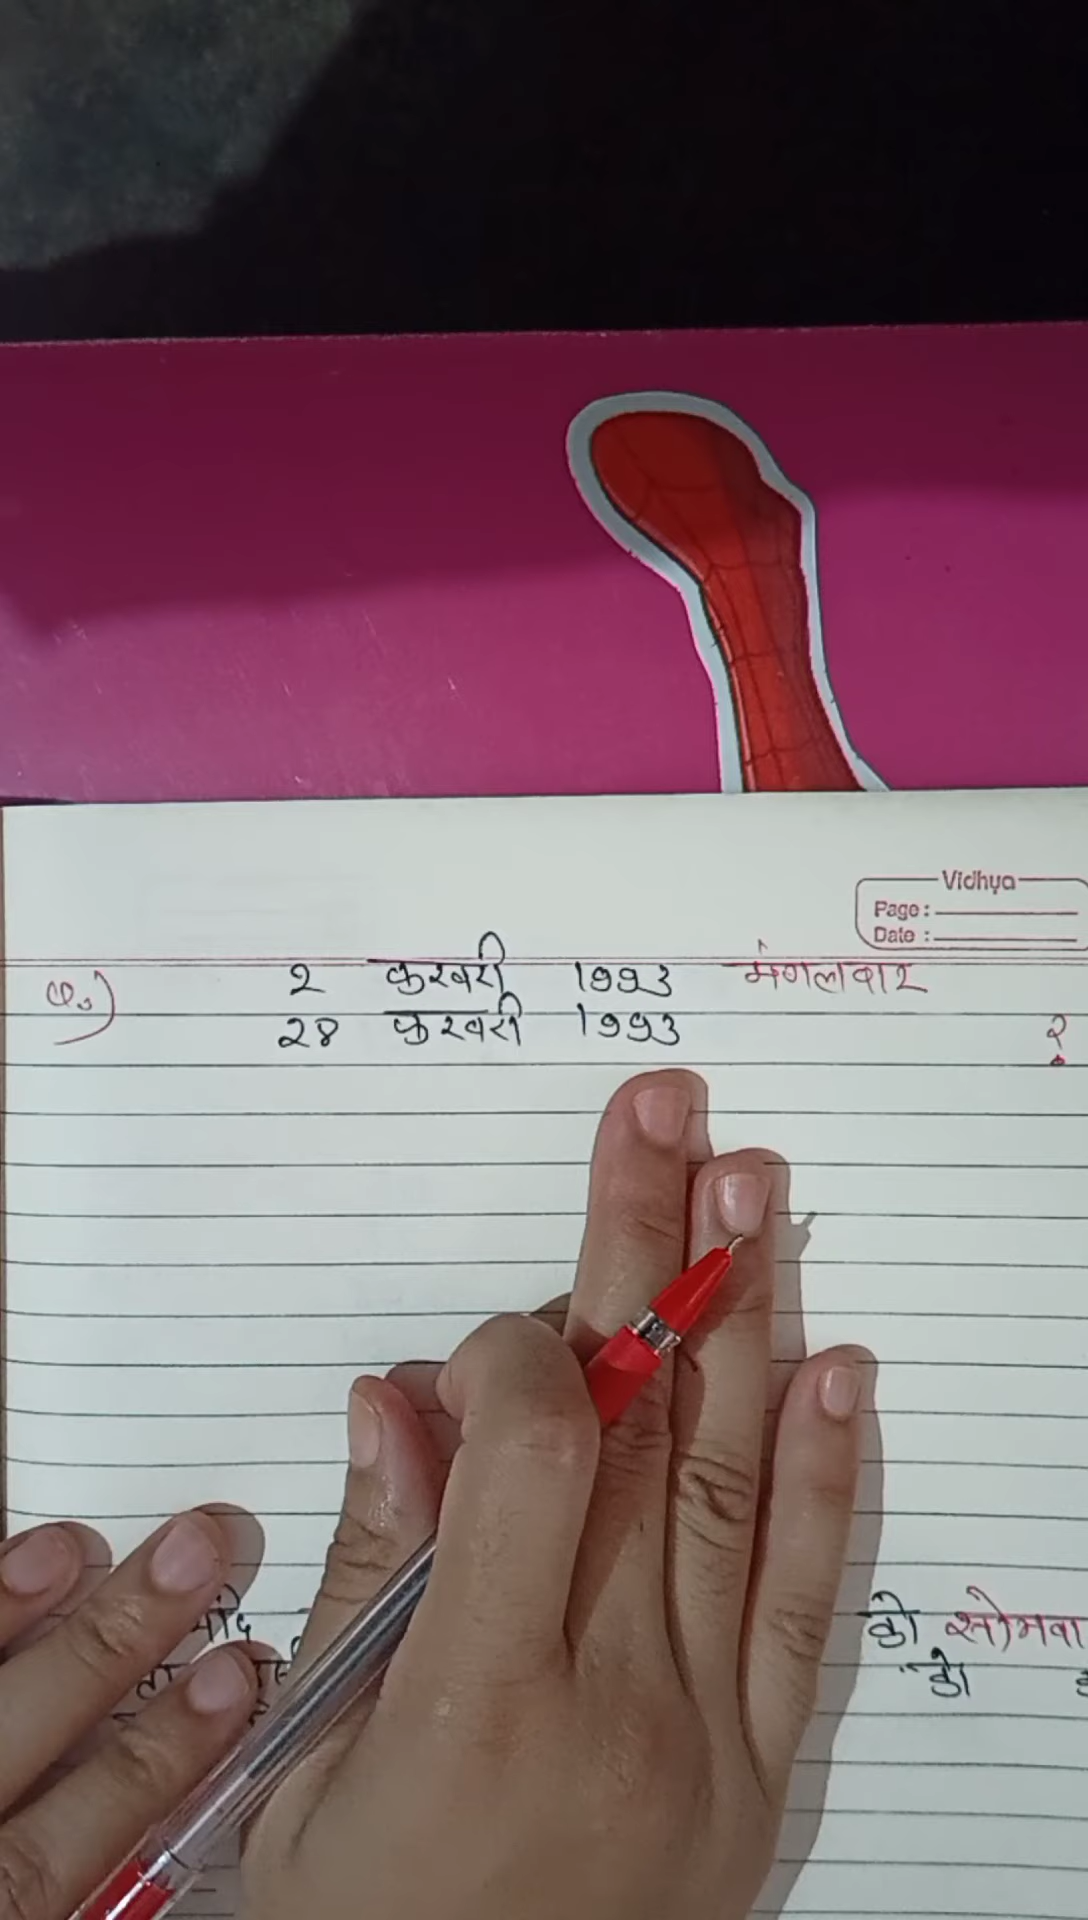 Vidhya
Page :
Date :
Q.) 2 फरवरी 1993 मंगलवार
28 फरवरी 1993 ?
को सोमवा
को